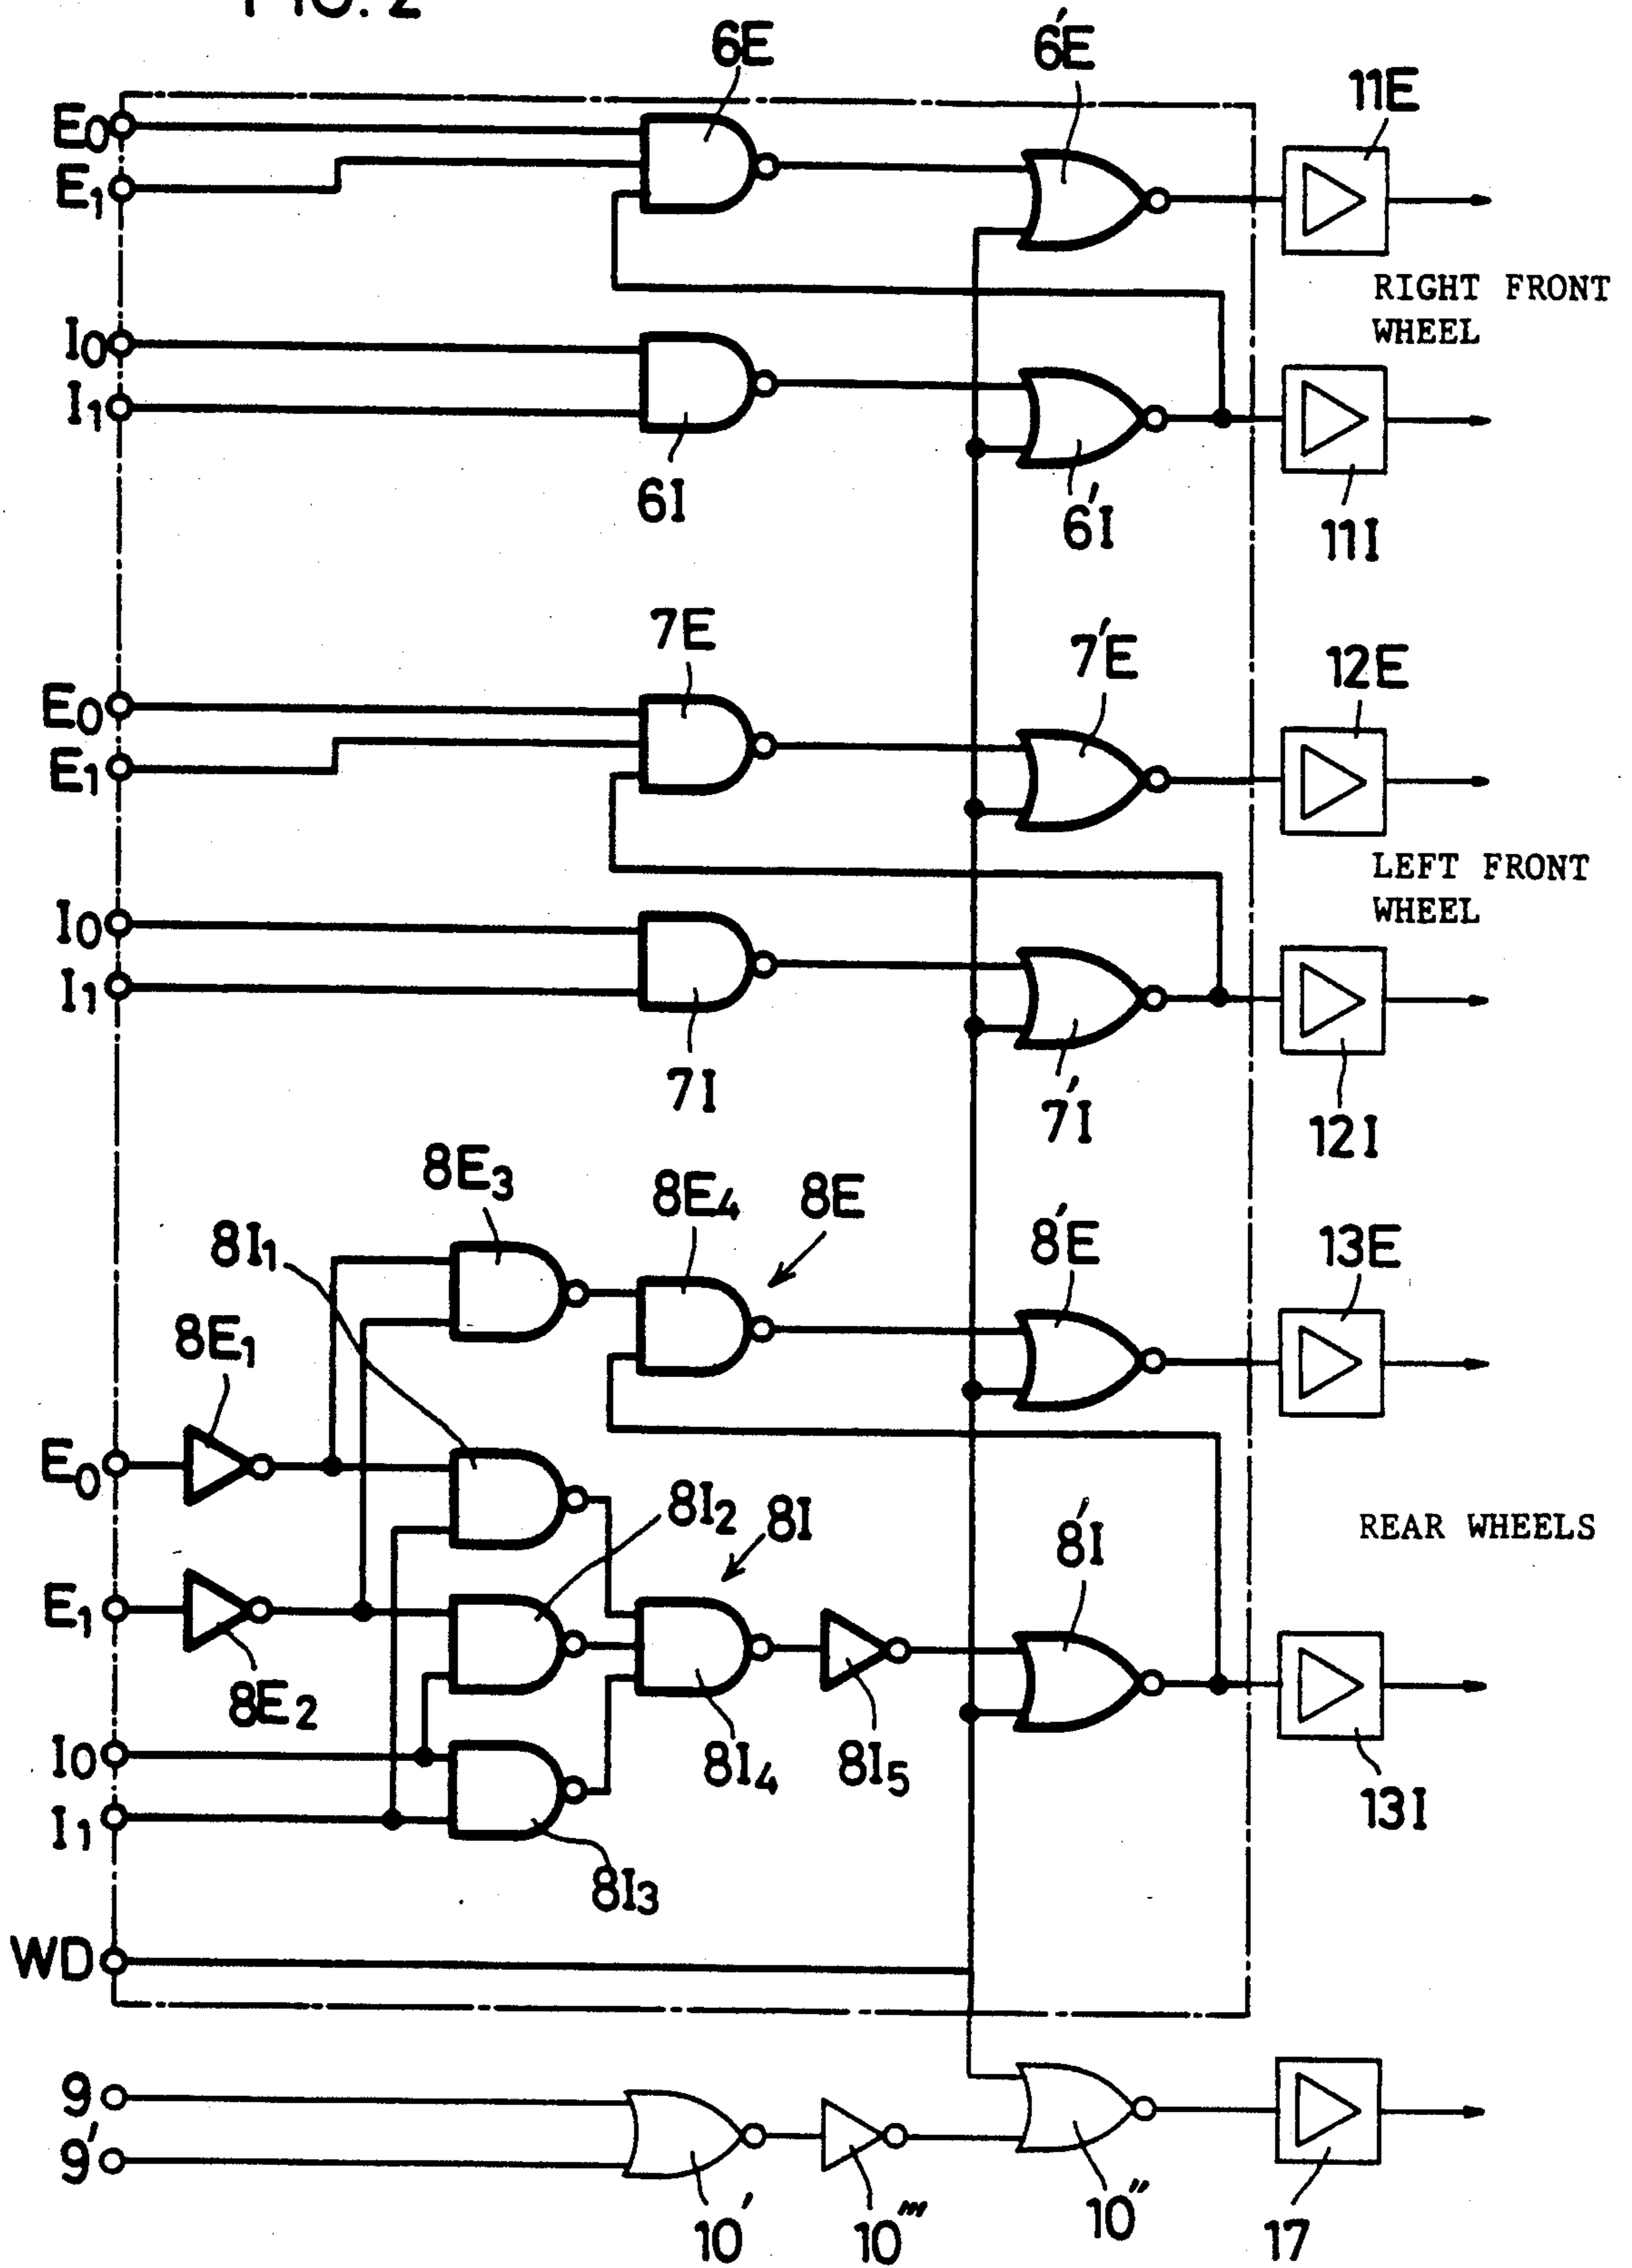 FIG. 2
6E
6'E
11E
E0
E1
RIGHT FRONT
WHEEL
I0
I1
6I
6'I
11I
7E
7'E
12E
E0
E1
LEFT FRONT
WHEEL
I0
I1
7I
7'I
12I
8E3
8E4
8E
8'E
13E
8I1
8E1
E0
8I2
8I
8'I
REAR WHEELS
E1
8E2
I0
8I4
8I5
13I
I1
8I3
WD
9
9'
10'
10'''
10''
17